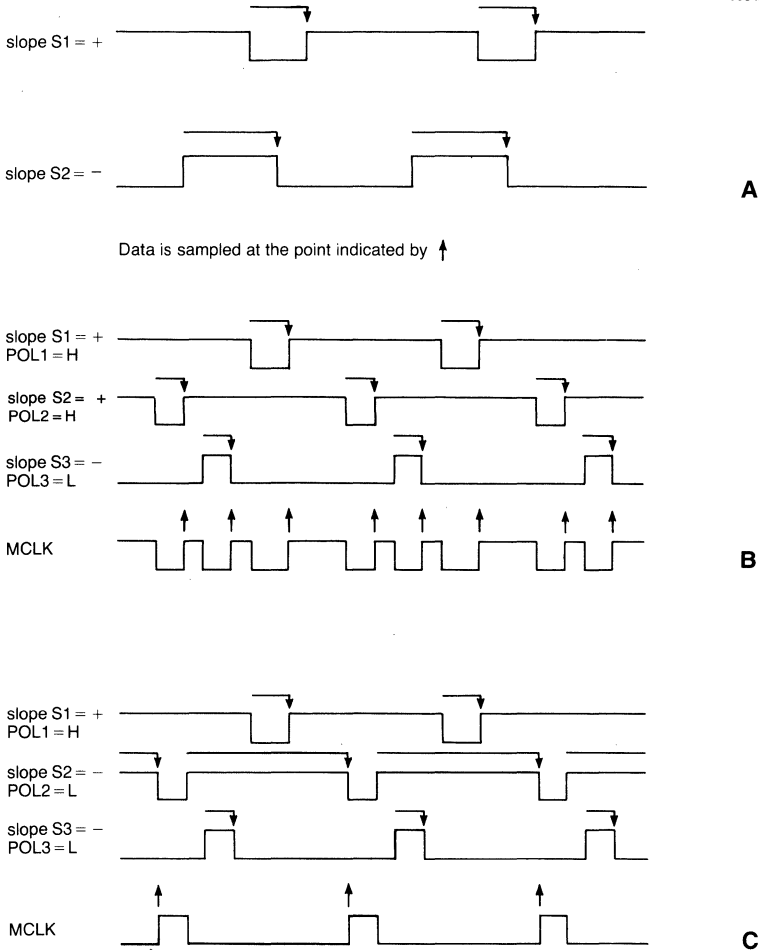 slope S1 = +
slope S2 = −
A
Data is sampled at the point indicated by
slope S1 = +
POL1 = H
slope S2 = +
POL2 = H
slope S3 = −
POL3 = L
MCLK
B
slope S1 = +
POL1 = H
slope S2 = −
POL2 = L
slope S3 = −
POL3 = L
MCLK
C